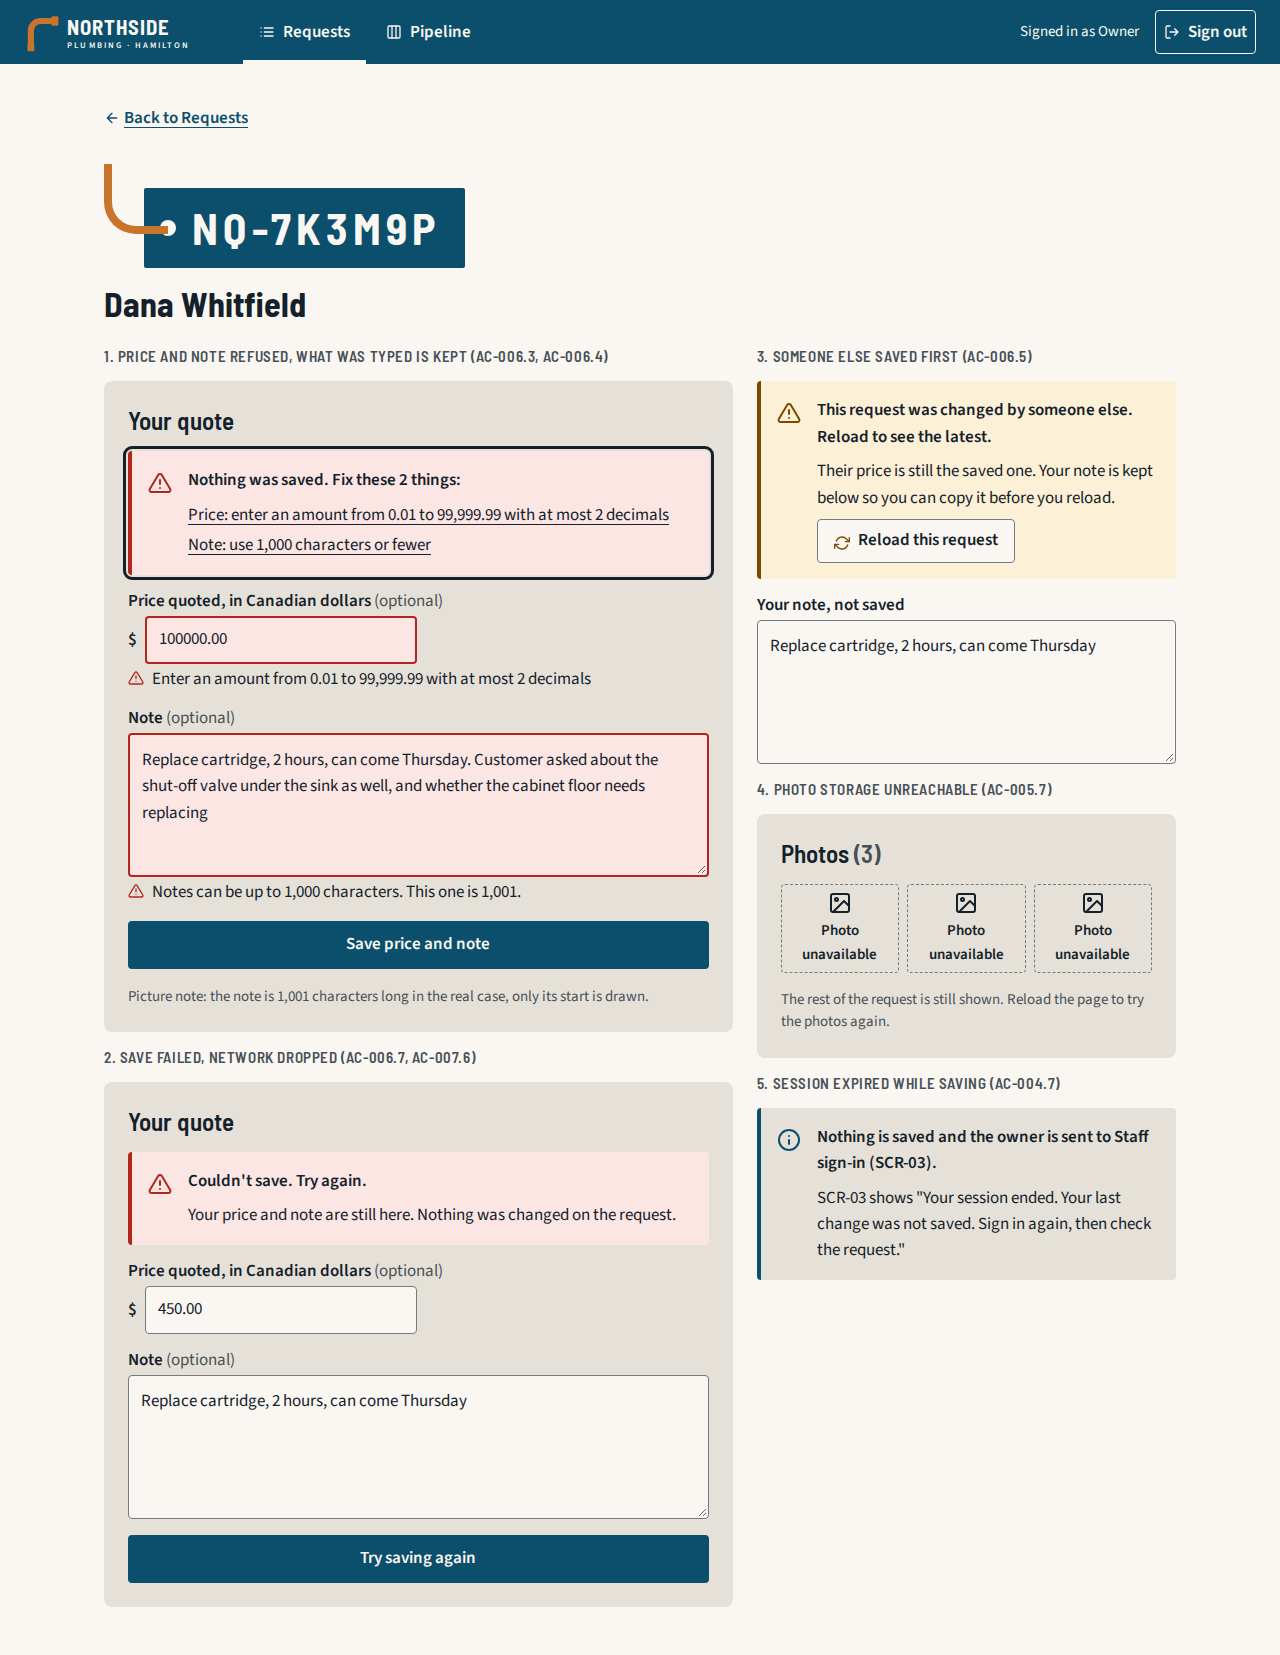 NORTHSIDE
PLUMBING · HAMILTON
Requests
Pipeline
Signed in as Owner
Sign out
Back to Requests
NQ-7K3M9P
Dana Whitfield
1. PRICE AND NOTE REFUSED, WHAT WAS TYPED IS KEPT (AC-006.3, AC-006.4)
Your quote
Nothing was saved. Fix these 2 things:
Price: enter an amount from 0.01 to 99,999.99 with at most 2 decimals
Note: use 1,000 characters or fewer
Price quoted, in Canadian dollars (optional)
$ 100000.00
Enter an amount from 0.01 to 99,999.99 with at most 2 decimals
Note (optional)
Replace cartridge, 2 hours, can come Thursday. Customer asked about the
shut-off valve under the sink as well, and whether the cabinet floor needs
replacing
Notes can be up to 1,000 characters. This one is 1,001.
Save price and note
Picture note: the note is 1,001 characters long in the real case, only its start is drawn.
2. SAVE FAILED, NETWORK DROPPED (AC-006.7, AC-007.6)
Your quote
Couldn't save. Try again.
Your price and note are still here. Nothing was changed on the request.
Price quoted, in Canadian dollars (optional)
$ 450.00
Note (optional)
Replace cartridge, 2 hours, can come Thursday
Try saving again
3. SOMEONE ELSE SAVED FIRST (AC-006.5)
This request was changed by someone else.
Reload to see the latest.
Their price is still the saved one. Your note is kept
below so you can copy it before you reload.
Reload this request
Your note, not saved
Replace cartridge, 2 hours, can come Thursday
4. PHOTO STORAGE UNREACHABLE (AC-005.7)
Photos (3)
Photo
unavailable
Photo
unavailable
Photo
unavailable
The rest of the request is still shown. Reload the page to try
the photos again.
5. SESSION EXPIRED WHILE SAVING (AC-004.7)
Nothing is saved and the owner is sent to Staff
sign-in (SCR-03).
SCR-03 shows "Your session ended. Your last
change was not saved. Sign in again, then check
the request."